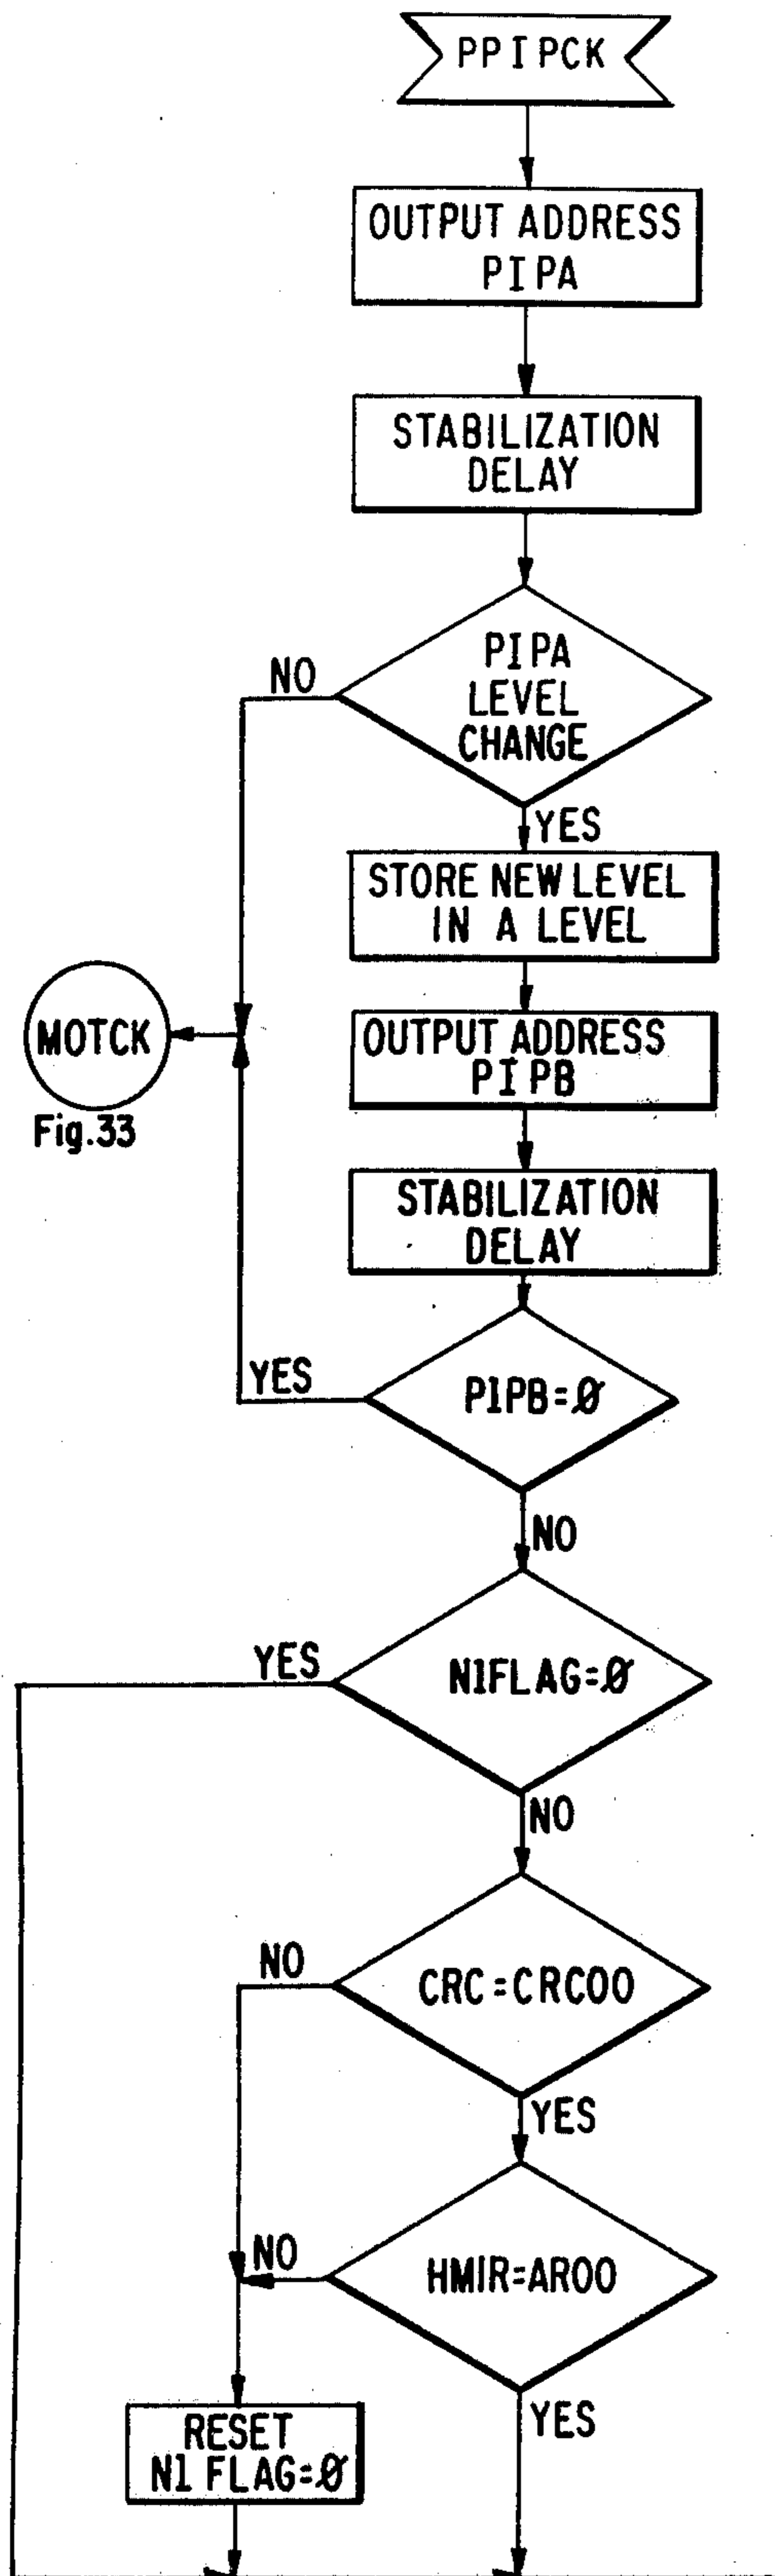 PPIPCK
OUTPUT ADDRESS
PIPA
STABILIZATION
DELAY
PIPA
LEVEL
CHANGE
NO
YES
STORE NEW LEVEL
IN A LEVEL
MOTCK
Fig.33
OUTPUT ADDRESS
PIPB
STABILIZATION
DELAY
YES
PIPB=Ø
NO
YES
N1FLAG=Ø
NO
NO
CRC=CRCOO
YES
NO
HMIR=AROO
YES
RESET
N1 FLAG=Ø